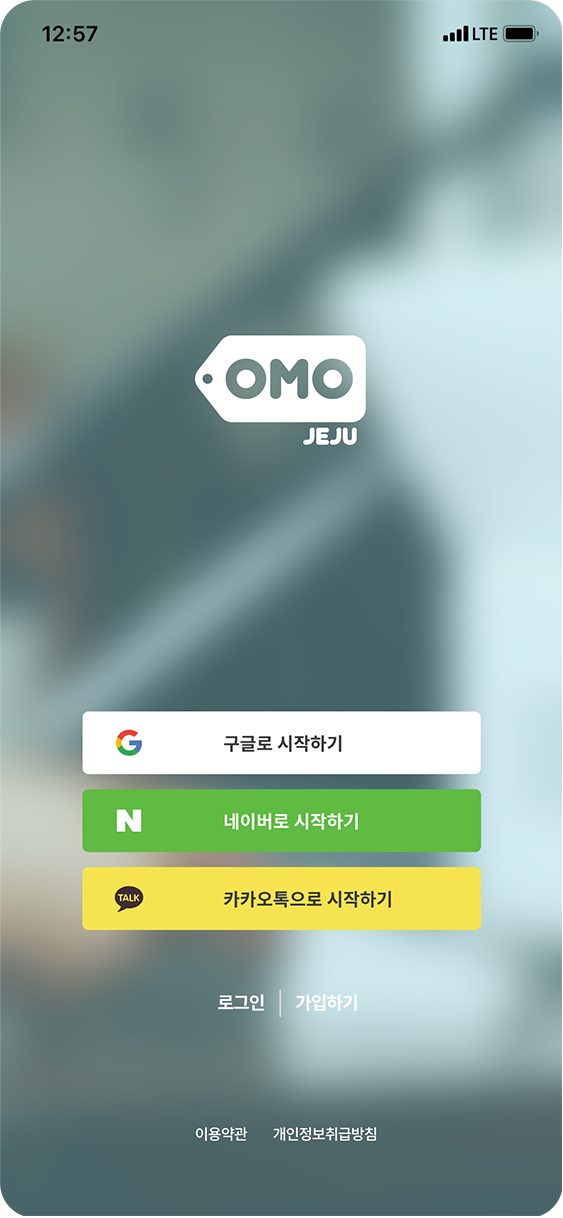 12:57 LTE
OMO
JEJU
구글로 시작하기
네이버로 시작하기
TALK 카카오톡으로 시작하기
로그인 | 가입하기
이용약관 개인정보취급방침